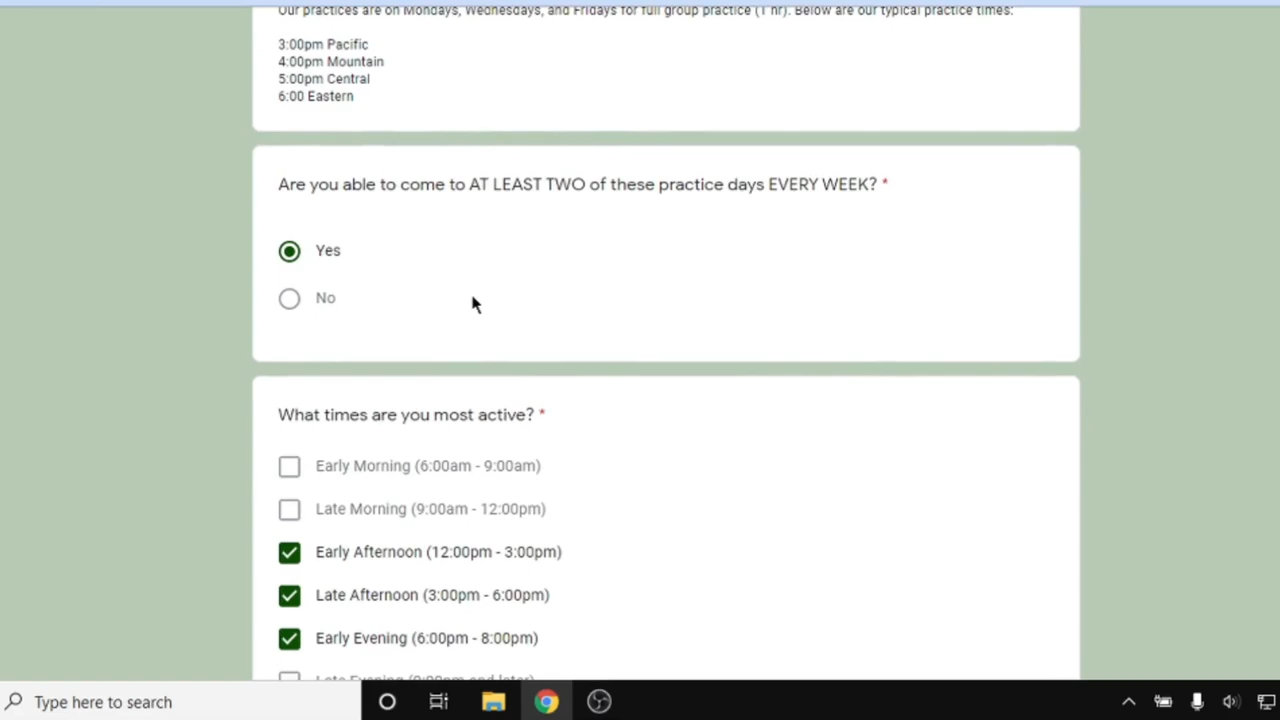 Our practices are on Mondays, Wednesdays, and Fridays for full group practice (1 hr). Below are our typical practice times:
3:00pm Pacific
4:00pm Mountain
5:00pm Central
6:00 Eastern
Are you able to come to AT LEAST TWO of these practice days EVERY WEEK? *
Yes
No
What times are you most active? *
Early Morning (6:00am - 9:00am)
Late Morning (9:00am - 12:00pm)
Early Afternoon (12:00pm - 3:00pm)
Late Afternoon (3:00pm - 6:00pm)
Early Evening (6:00pm - 8:00pm)
Late Evening
Type here to search